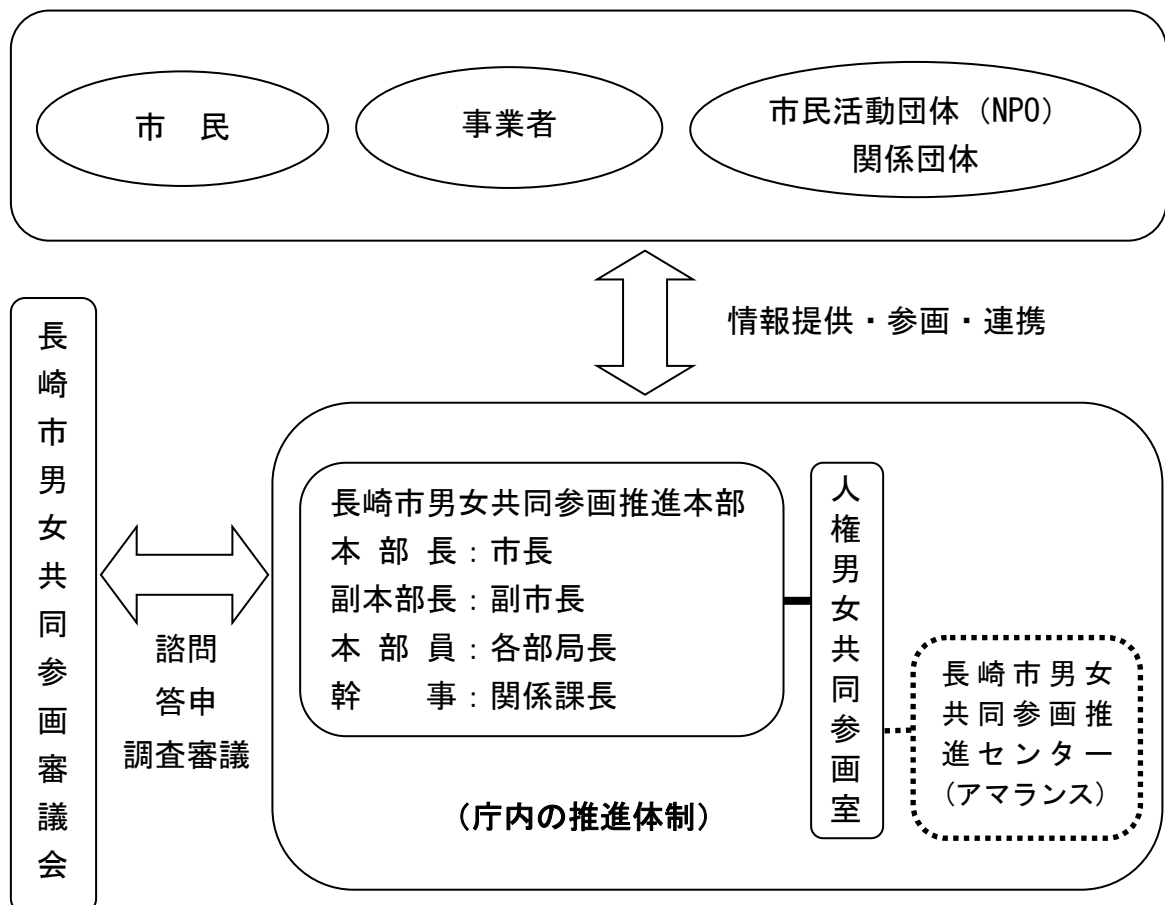 市　民
事業者
市民活動団体（NPO）
関係団体
情報提供・参画・連携
長崎市男女共同参画審議会
諮問
答申
調査審議
長崎市男女共同参画推進本部
本 部 長：市長
副本部長：副市長
本 部 員：各部局長
幹　　事：関係課長
人権男女共同参画室
長崎市男女
共同参画推
進センター
（アマランス）
（庁内の推進体制）